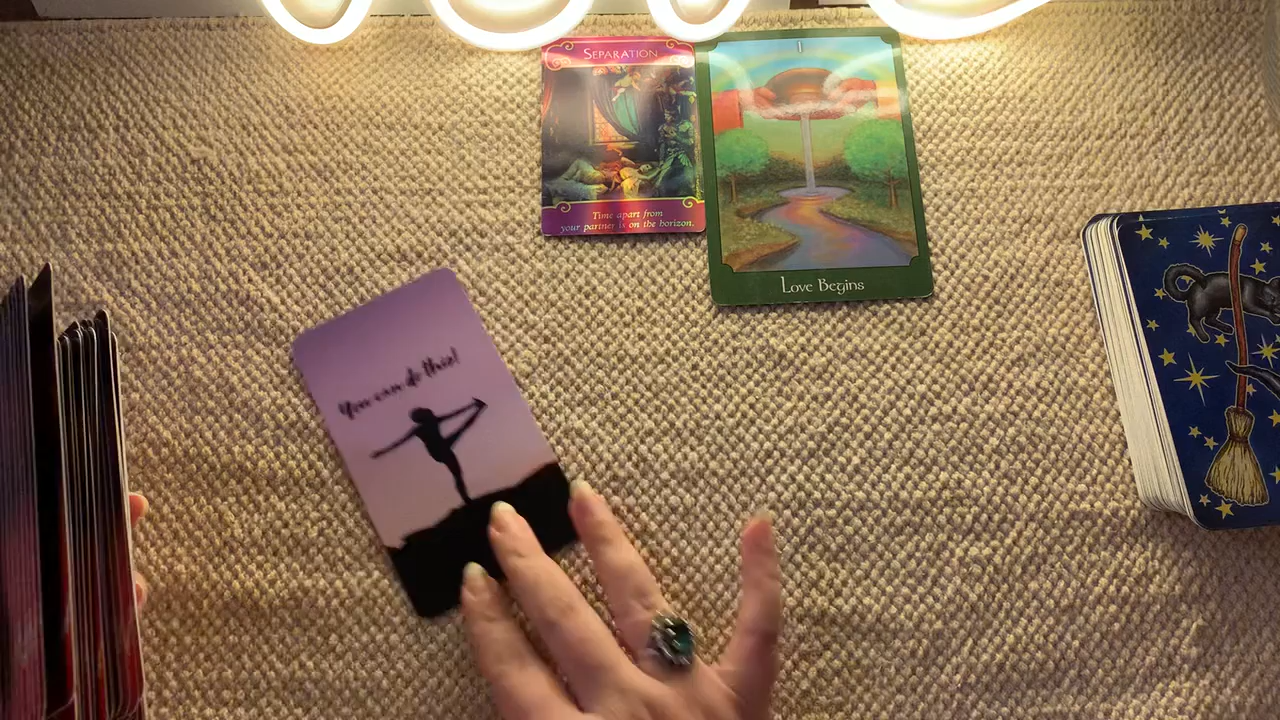 SEPARATION
Time apart from
your partner is on the horizon.
I
Love Begins
You can do this!